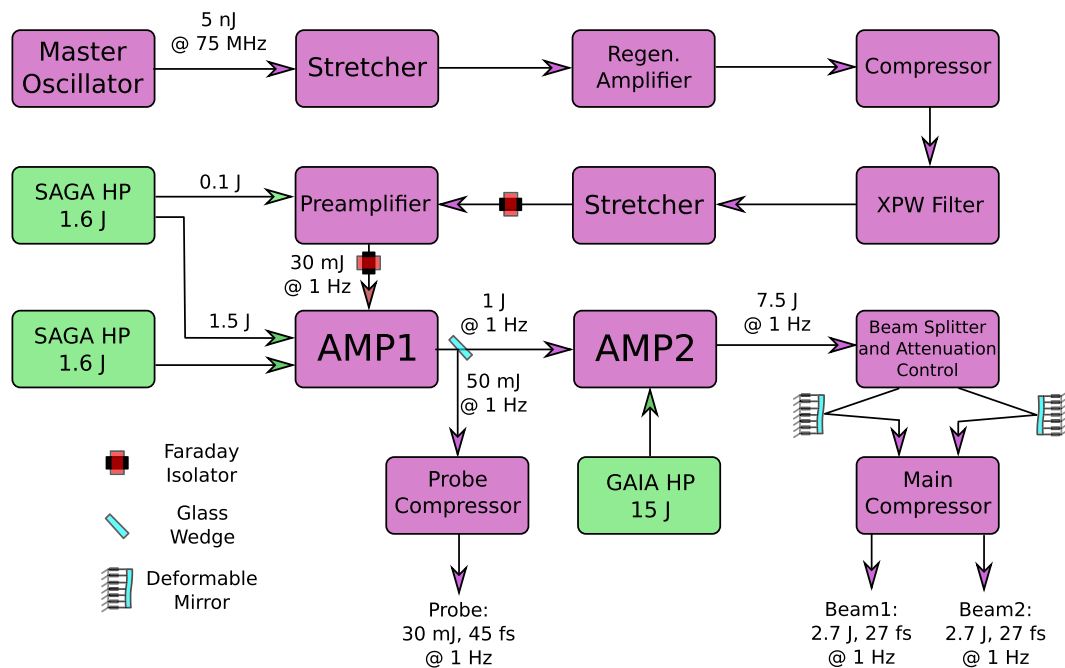 5 nJ
@ 75 MHz
Master
Oscillator
Stretcher
Regen.
Amplifier
Compressor
SAGA HP
1.6 J
0.1 J
Preamplifier
Stretcher
XPW Filter
30 mJ
@ 1 Hz
SAGA HP
1.6 J
1.5 J
AMP1
1 J
@ 1 Hz
AMP2
7.5 J
@ 1 Hz
Beam Splitter
and Attenuation
Control
50 mJ
@ 1 Hz
Faraday
Isolator
Probe
Compressor
GAIA HP
15 J
Main
Compressor
Glass
Wedge
Deformable
Mirror
Probe:
30 mJ, 45 fs
@ 1 Hz
Beam1:
2.7 J, 27 fs
@ 1 Hz
Beam2:
2.7 J, 27 fs
@ 1 Hz